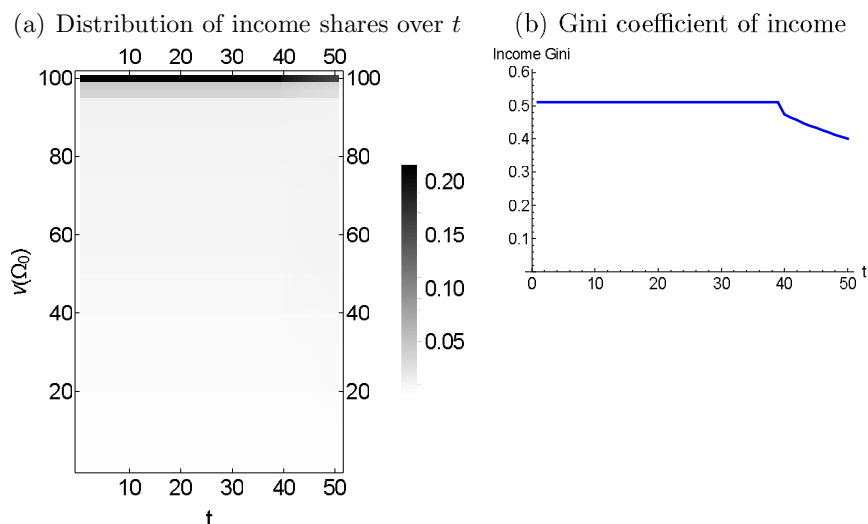 (a) Distribution of income shares over t
10 20 30 40 50
100 100
80 80
60 60
40 40
20 20
10 20 30 40 50
t
ν(Ω₀)
0.20
0.15
0.10
0.05
(b) Gini coefficient of income
Income Gini
0.6
0.5
0.4
0.3
0.2
0.1
0 10 20 30 40 50
t